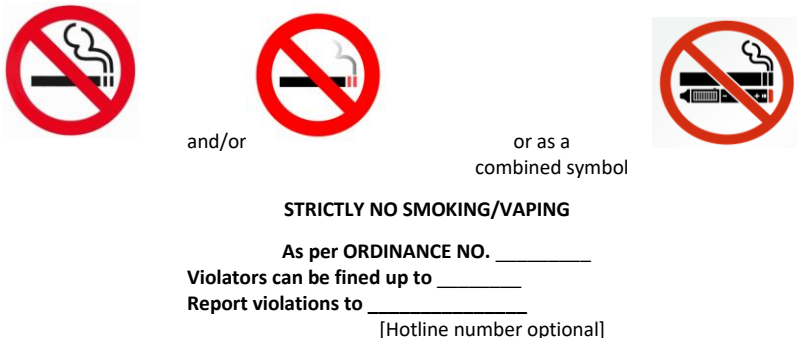 and/or
or as a
combined symbol
STRICTLY NO SMOKING/VAPING
As per ORDINANCE NO. _________
Violators can be fined up to ________
Report violations to _______________
[Hotline number optional]